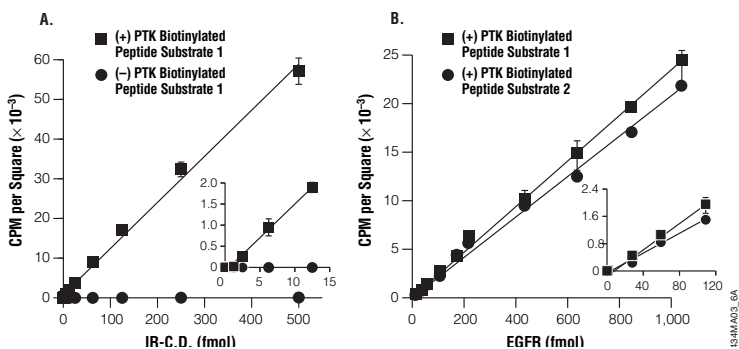 A.
(+) PTK Biotinylated
Peptide Substrate 1
(–) PTK Biotinylated
Peptide Substrate 1
CPM per Square (× 10⁻³)
60
50
40
30
20
10
0
0 100 200 300 400 500
IR-C.D. (fmol)
2.0
1.5
1.0
0.5
0
0 5 10 15
B.
(+) PTK Biotinylated
Peptide Substrate 1
(+) PTK Biotinylated
Peptide Substrate 2
CPM per Square (× 10⁻³)
25
20
15
10
5
0
0 200 400 600 800 1,000
EGFR (fmol)
2.4
1.6
0.8
0
0 40 80 120
434MA03_6A